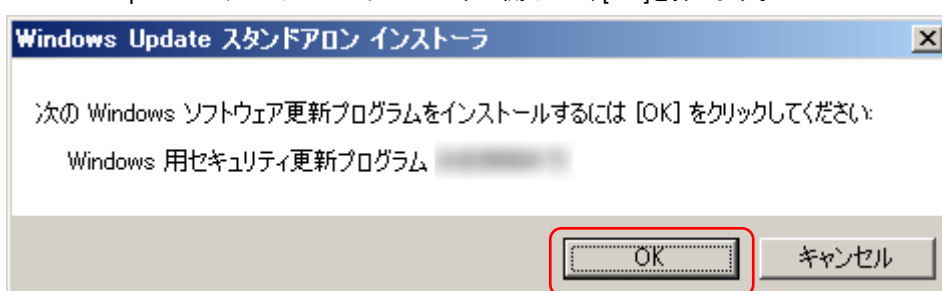 Windows Update スタンドアロン インストーラ
次の Windows ソフトウェア更新プログラムをインストールするには [OK] をクリックしてください:
Windows 用セキュリティ更新プログラム
OK
キャンセル